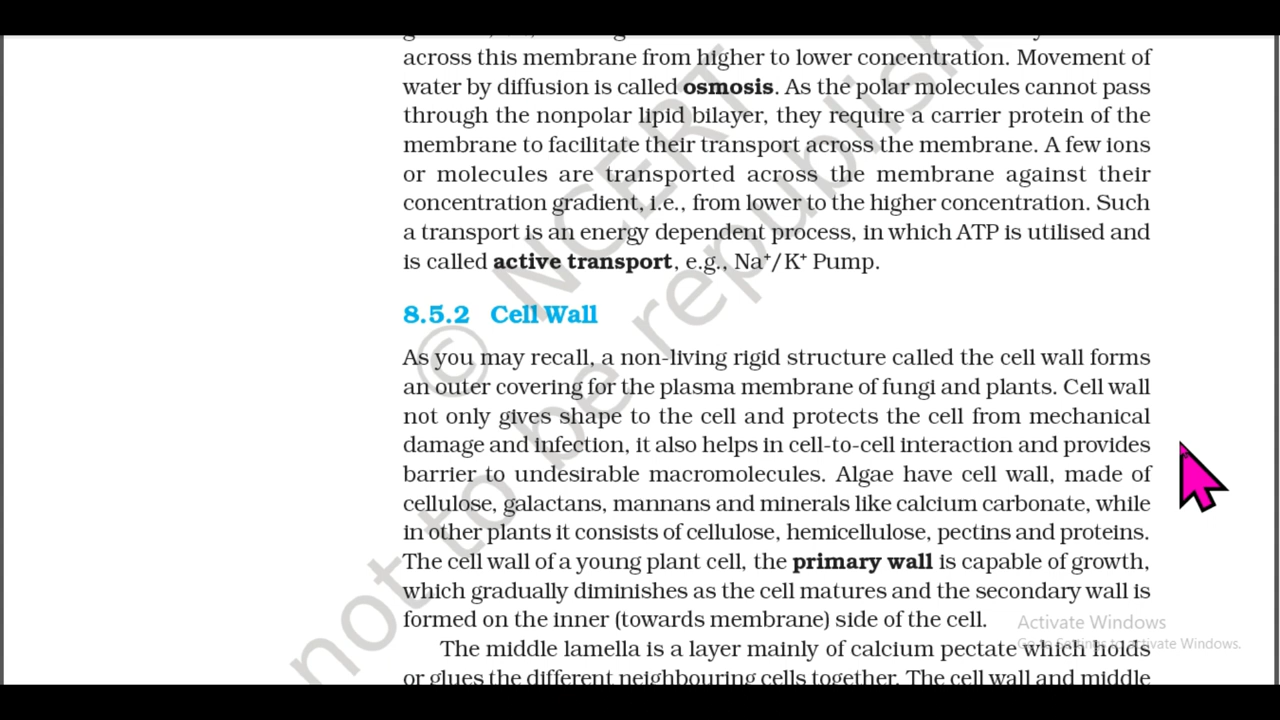 across this membrane from higher to lower concentration. Movement of
water by diffusion is called osmosis. As the polar molecules cannot pass
through the nonpolar lipid bilayer, they require a carrier protein of the
membrane to facilitate their transport across the membrane. A few ions
or molecules are transported across the membrane against their
concentration gradient, i.e., from lower to the higher concentration. Such
a transport is an energy dependent process, in which ATP is utilised and
is called active transport, e.g., Na⁺/K⁺ Pump.
8.5.2 Cell Wall
As you may recall, a non-living rigid structure called the cell wall forms
an outer covering for the plasma membrane of fungi and plants. Cell wall
not only gives shape to the cell and protects the cell from mechanical
damage and infection, it also helps in cell-to-cell interaction and provides
barrier to undesirable macromolecules. Algae have cell wall, made of
cellulose, galactans, mannans and minerals like calcium carbonate, while
in other plants it consists of cellulose, hemicellulose, pectins and proteins.
The cell wall of a young plant cell, the primary wall is capable of growth,
which gradually diminishes as the cell matures and the secondary wall is
formed on the inner (towards membrane) side of the cell.
The middle lamella is a layer mainly of calcium pectate which holds
or glues the different neighbouring cells together. The cell wall and middle
© NCERT
not to be republish
Activate Windows
Go to Settings to activate Windows.